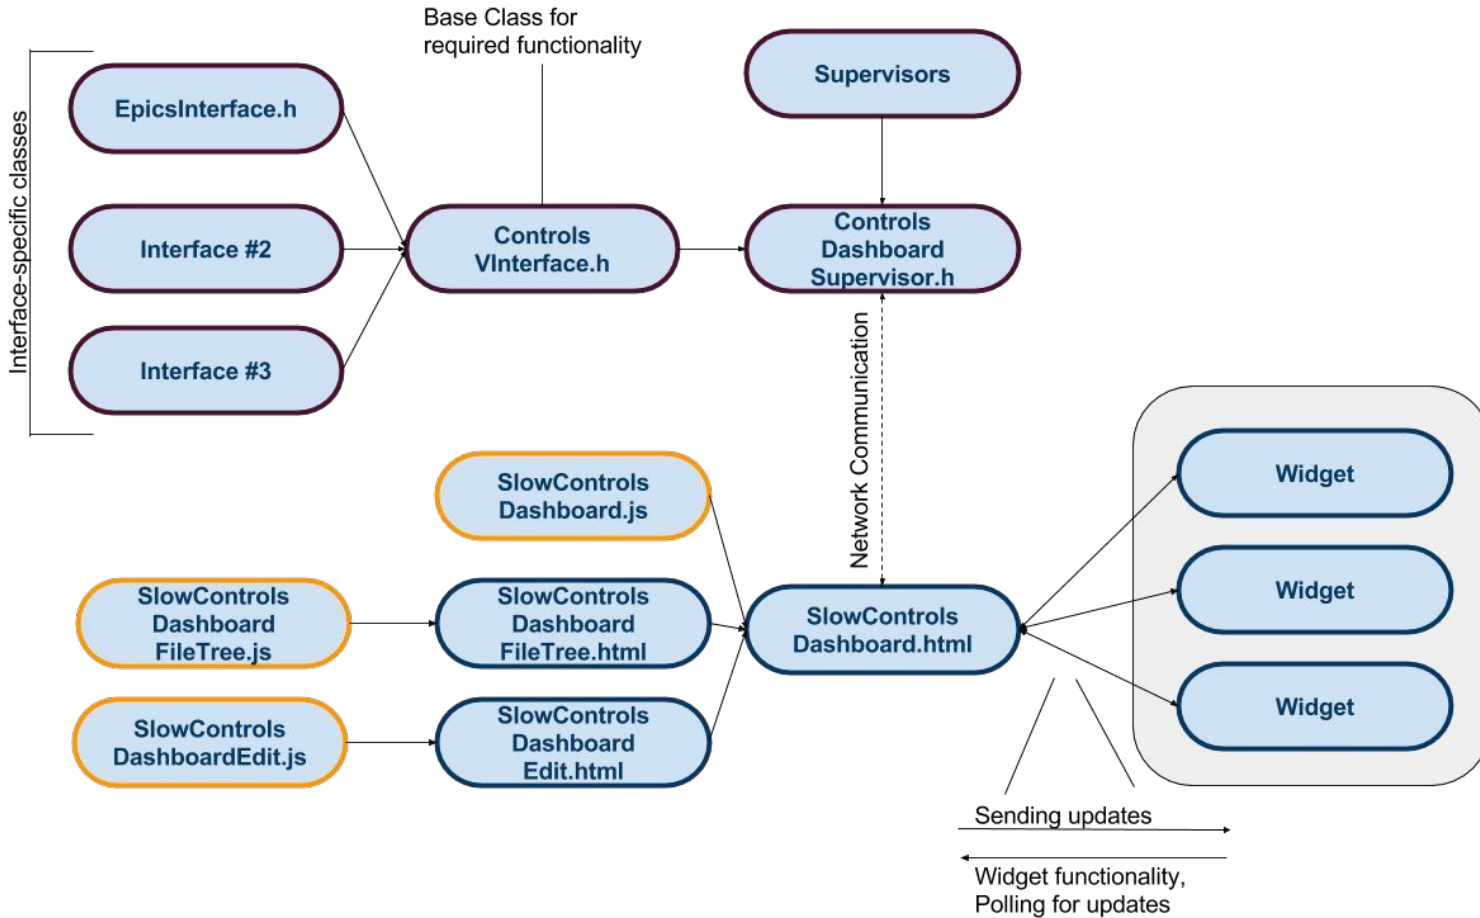 Base Class for
required functionality
Interface-specific classes
EpicsInterface.h
Supervisors
Interface #2
Controls
VInterface.h
Controls
Dashboard
Supervisor.h
Interface #3
Network Communication
SlowControls
Dashboard.js
Widget
SlowControls
Dashboard
FileTree.js
SlowControls
Dashboard
FileTree.html
SlowControls
Dashboard.html
Widget
SlowControls
DashboardEdit.js
SlowControls
Dashboard
Edit.html
Widget
Sending updates
Widget functionality,
Polling for updates